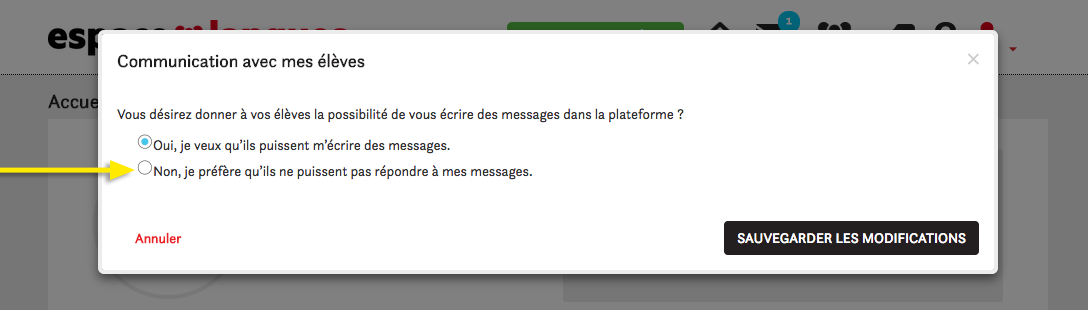 1
Communication avec mes élèves
×
Accue
Vous désirez donner à vos élèves la possibilité de vous écrire des messages dans la plateforme ?
Oui, je veux qu'ils puissent m'écrire des messages.
Non, je préfère qu'ils ne puissent pas répondre à mes messages.
Annuler
SAUVEGARDER LES MODIFICATIONS